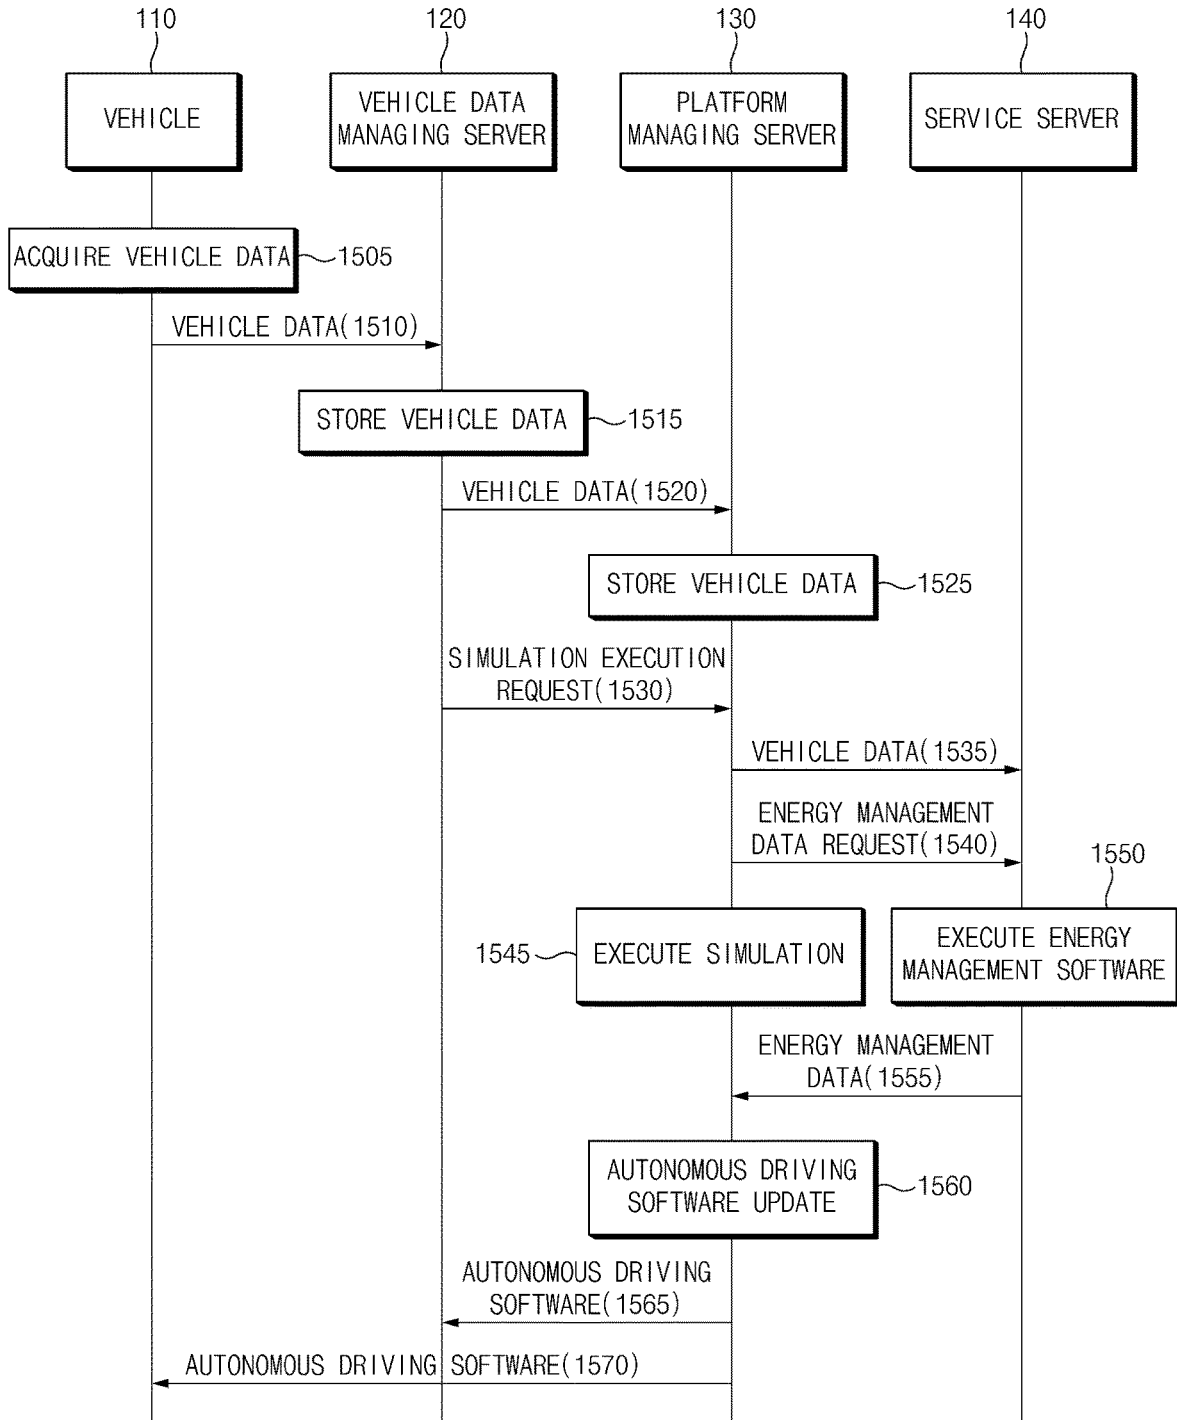 110
120
130
140
VEHICLE
VEHICLE DATA
MANAGING SERVER
PLATFORM
MANAGING SERVER
SERVICE SERVER
ACQUIRE VEHICLE DATA
1505
VEHICLE DATA(1510)
STORE VEHICLE DATA
1515
VEHICLE DATA(1520)
STORE VEHICLE DATA
1525
SIMULATION EXECUTION
REQUEST(1530)
VEHICLE DATA(1535)
ENERGY MANAGEMENT
DATA REQUEST(1540)
1550
1545
EXECUTE SIMULATION
EXECUTE ENERGY
MANAGEMENT SOFTWARE
ENERGY MANAGEMENT
DATA(1555)
AUTONOMOUS DRIVING
SOFTWARE UPDATE
1560
AUTONOMOUS DRIVING
SOFTWARE(1565)
AUTONOMOUS DRIVING SOFTWARE(1570)